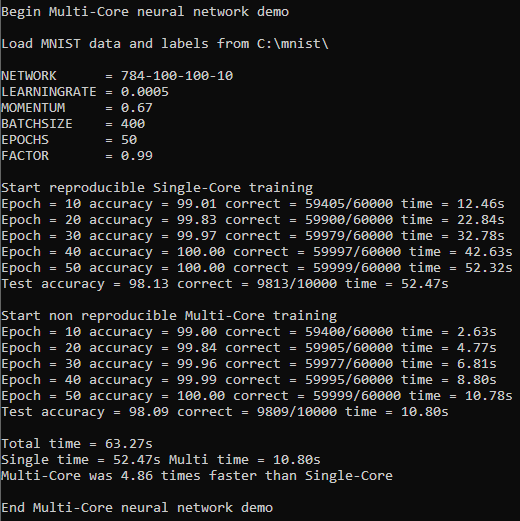 Begin Multi-Core neural network demo
Load MNIST data and labels from C:\mnist\
NETWORK      = 784-100-100-10
LEARNINGRATE = 0.0005
MOMENTUM     = 0.67
BATCHSIZE    = 400
EPOCHS       = 50
FACTOR       = 0.99
Start reproducible Single-Core training
Epoch = 10 accuracy = 99.01 correct = 59405/60000 time = 12.46s
Epoch = 20 accuracy = 99.83 correct = 59900/60000 time = 22.84s
Epoch = 30 accuracy = 99.97 correct = 59979/60000 time = 32.78s
Epoch = 40 accuracy = 100.00 correct = 59997/60000 time = 42.63s
Epoch = 50 accuracy = 100.00 correct = 59999/60000 time = 52.32s
Test accuracy = 98.13 correct = 9813/10000 time = 52.47s
Start non reproducible Multi-Core training
Epoch = 10 accuracy = 99.00 correct = 59400/60000 time = 2.63s
Epoch = 20 accuracy = 99.84 correct = 59905/60000 time = 4.77s
Epoch = 30 accuracy = 99.96 correct = 59977/60000 time = 6.81s
Epoch = 40 accuracy = 99.99 correct = 59995/60000 time = 8.80s
Epoch = 50 accuracy = 100.00 correct = 59999/60000 time = 10.78s
Test accuracy = 98.09 correct = 9809/10000 time = 10.80s
Total time = 63.27s
Single time = 52.47s Multi time = 10.80s
Multi-Core was 4.86 times faster than Single-Core
End Multi-Core neural network demo